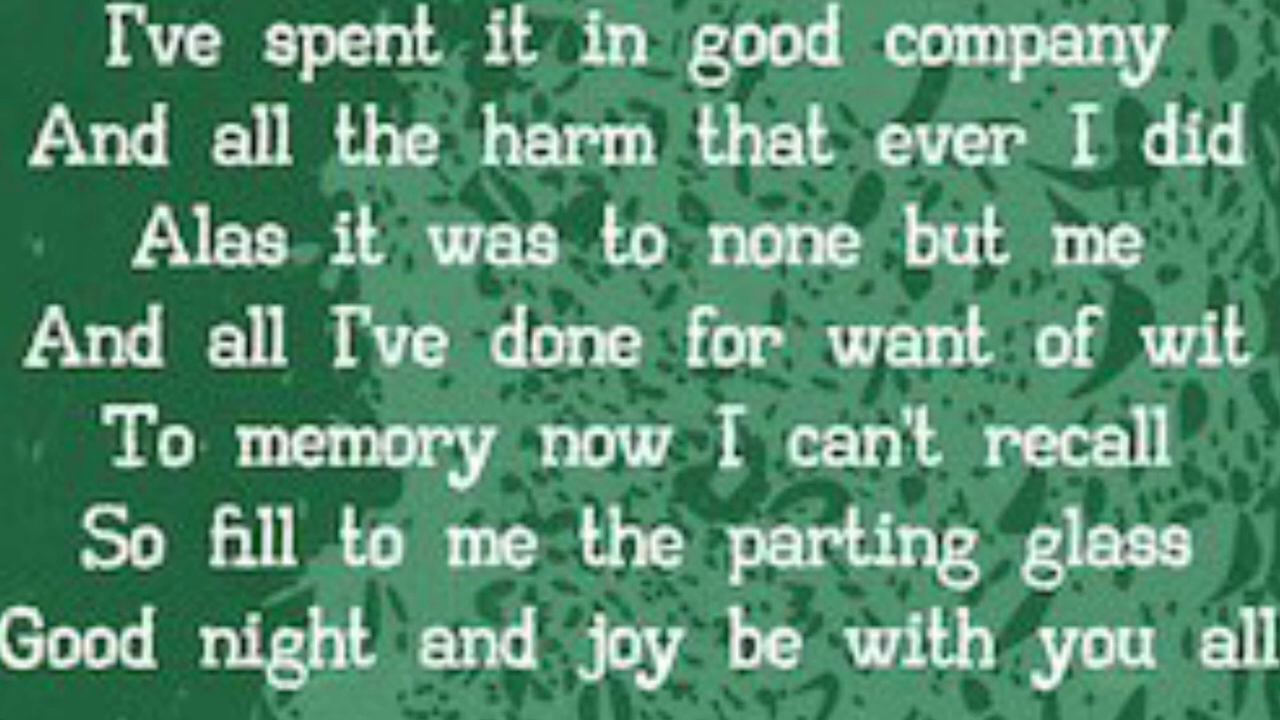 I've spent it in good company
And all the harm that ever I did
Alas it was to none but me
And all I've done for want of wit
To memory now I can't recall
So fill to me the parting glass
Good night and joy be with you all